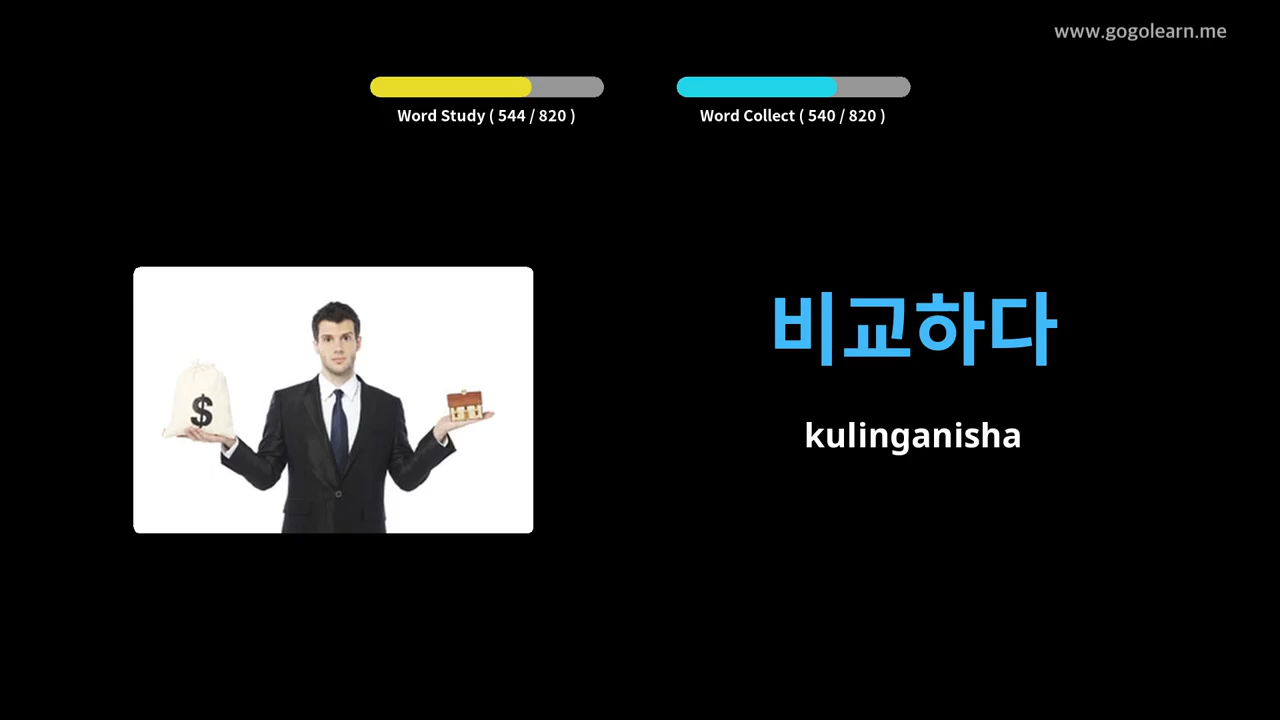 www.gogolearn.me
Word Study ( 544 / 820 )
Word Collect ( 540 / 820 )
$
비교하다
kulinganisha